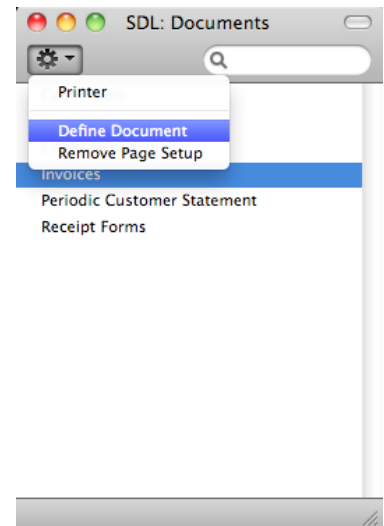 SDL: Documents
Printer
Define Document
Remove Page Setup
Invoices
Periodic Customer Statement
Receipt Forms